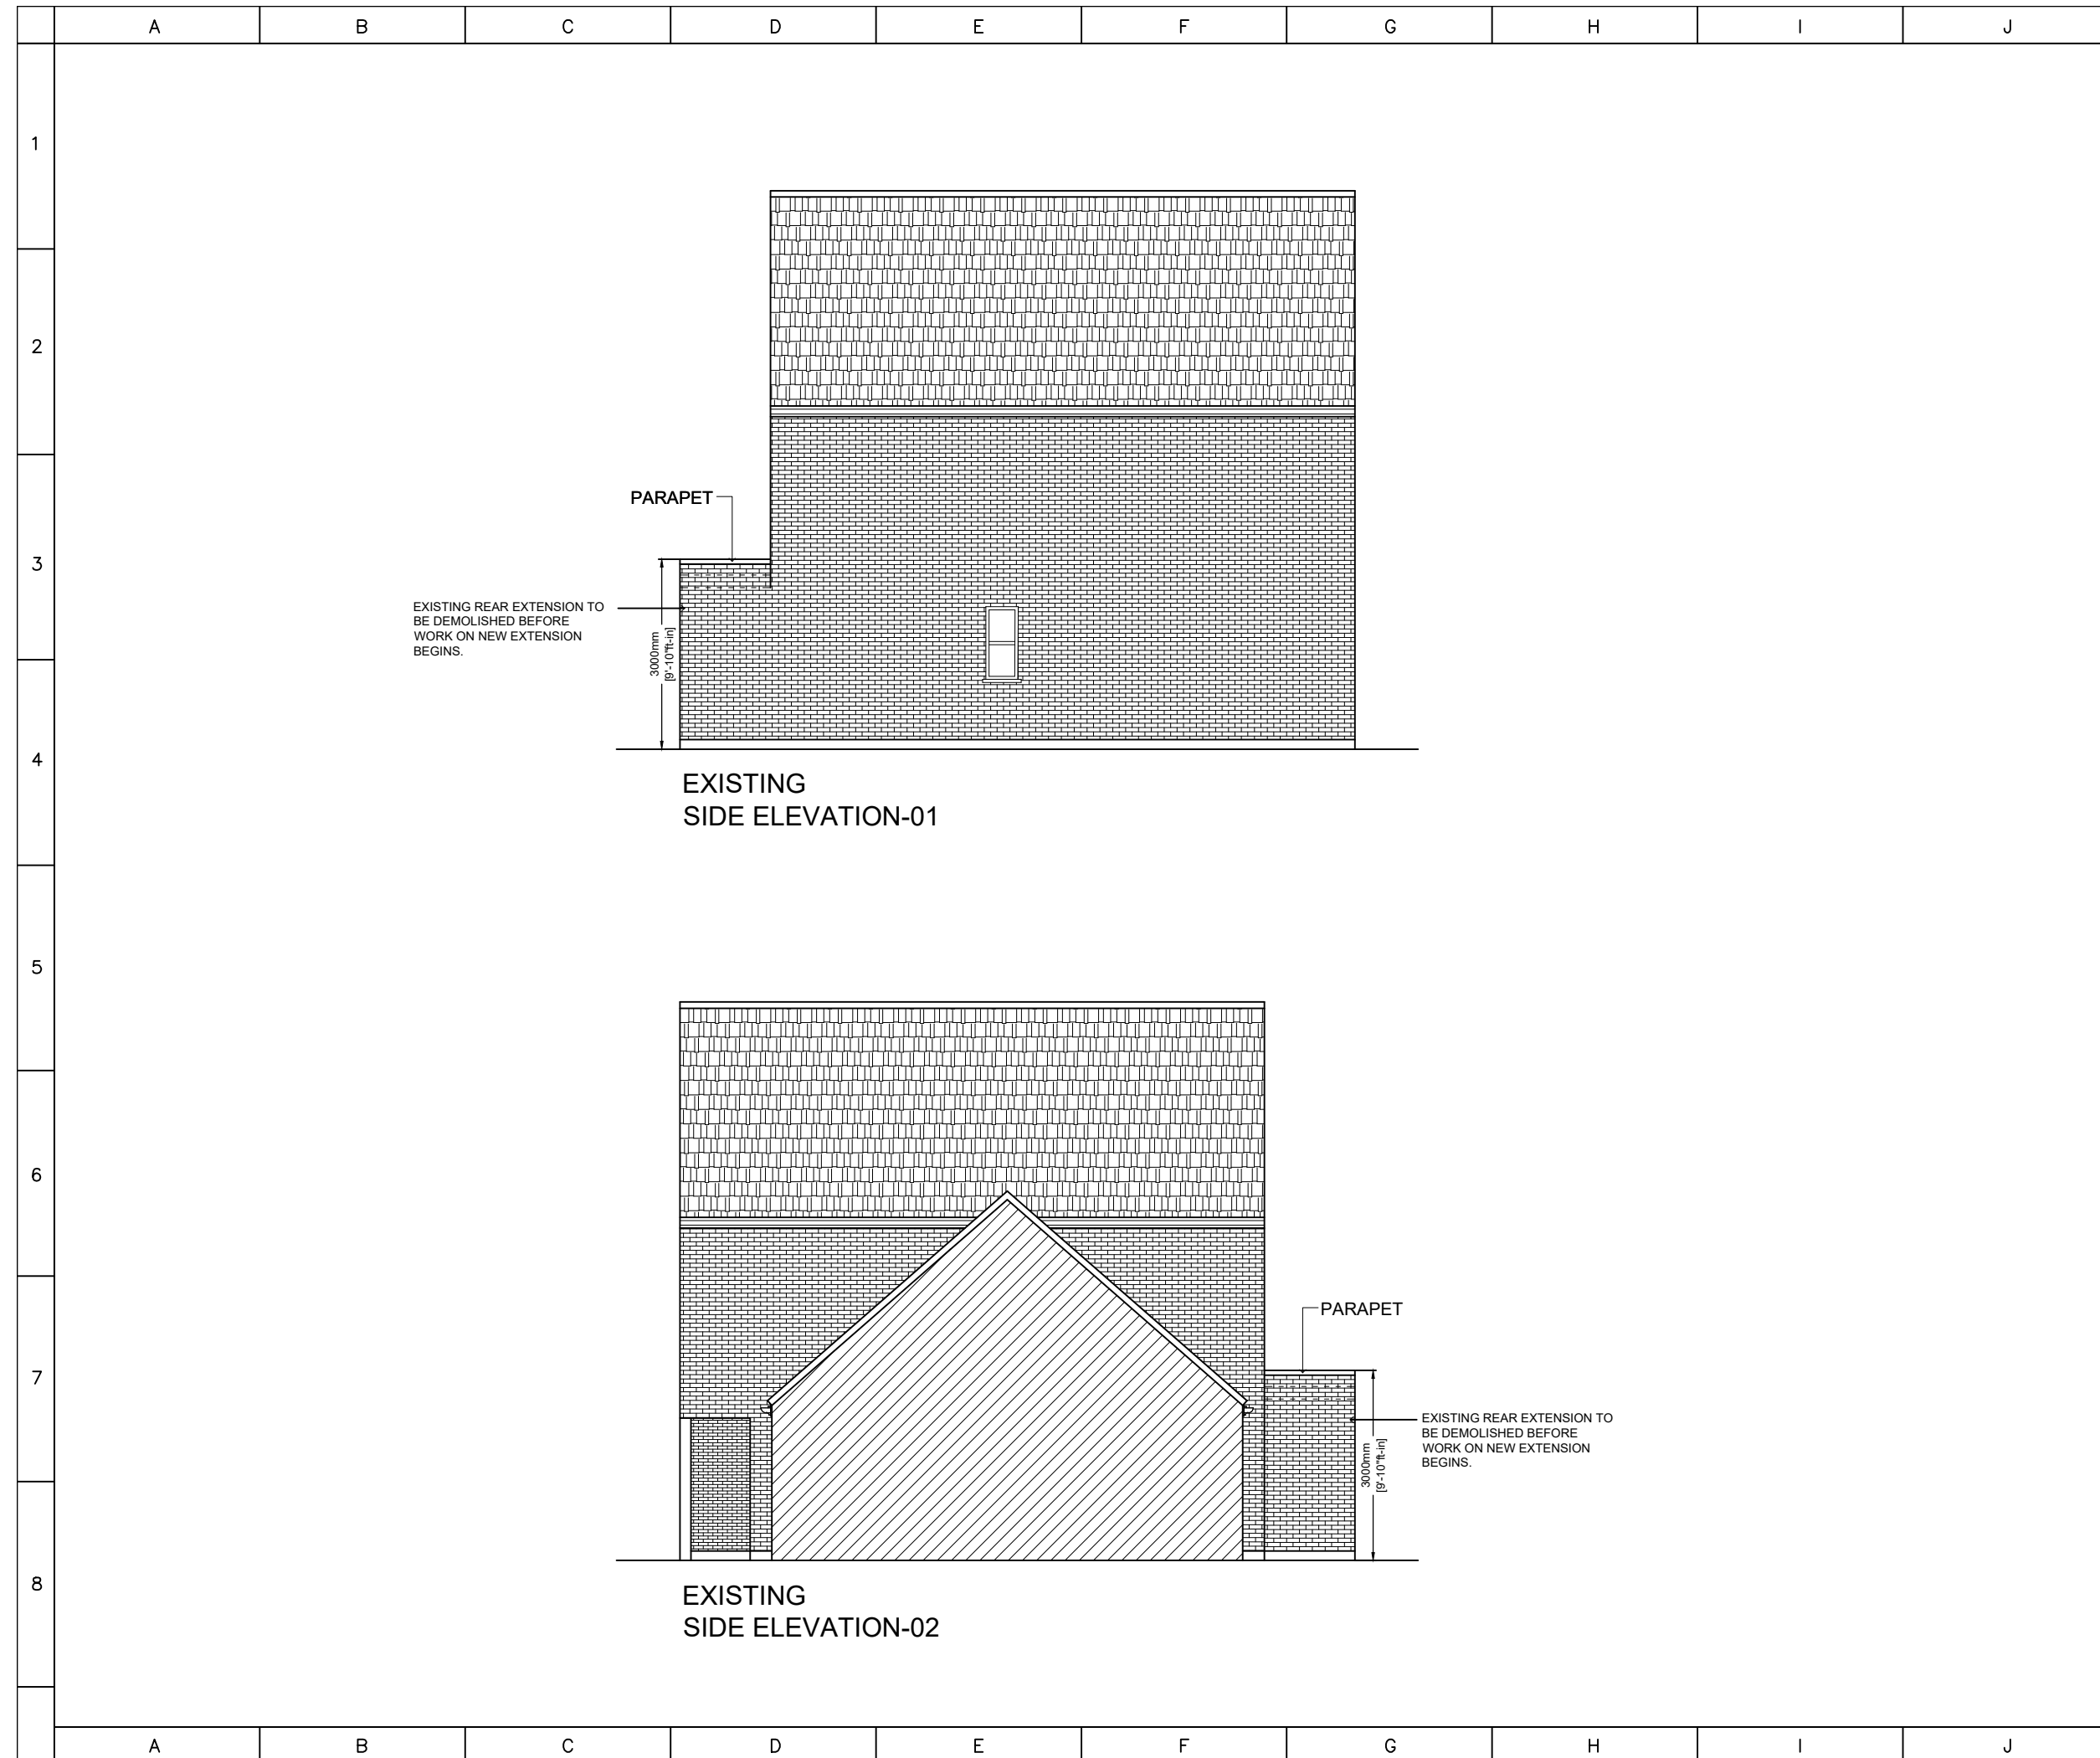 A B C D E F G H I J
1
2
PARAPET
3
EXISTING REAR EXTENSION TO
BE DEMOLISHED BEFORE
WORK ON NEW EXTENSION
BEGINS.
3000mm
[9'-10"ft-in]
4
EXISTING
SIDE ELEVATION-01
5
6
PARAPET
7
EXISTING REAR EXTENSION TO
BE DEMOLISHED BEFORE
WORK ON NEW EXTENSION
BEGINS.
3000mm
[9'-10"ft-in]
8
EXISTING
SIDE ELEVATION-02
A B C D E F G H I J